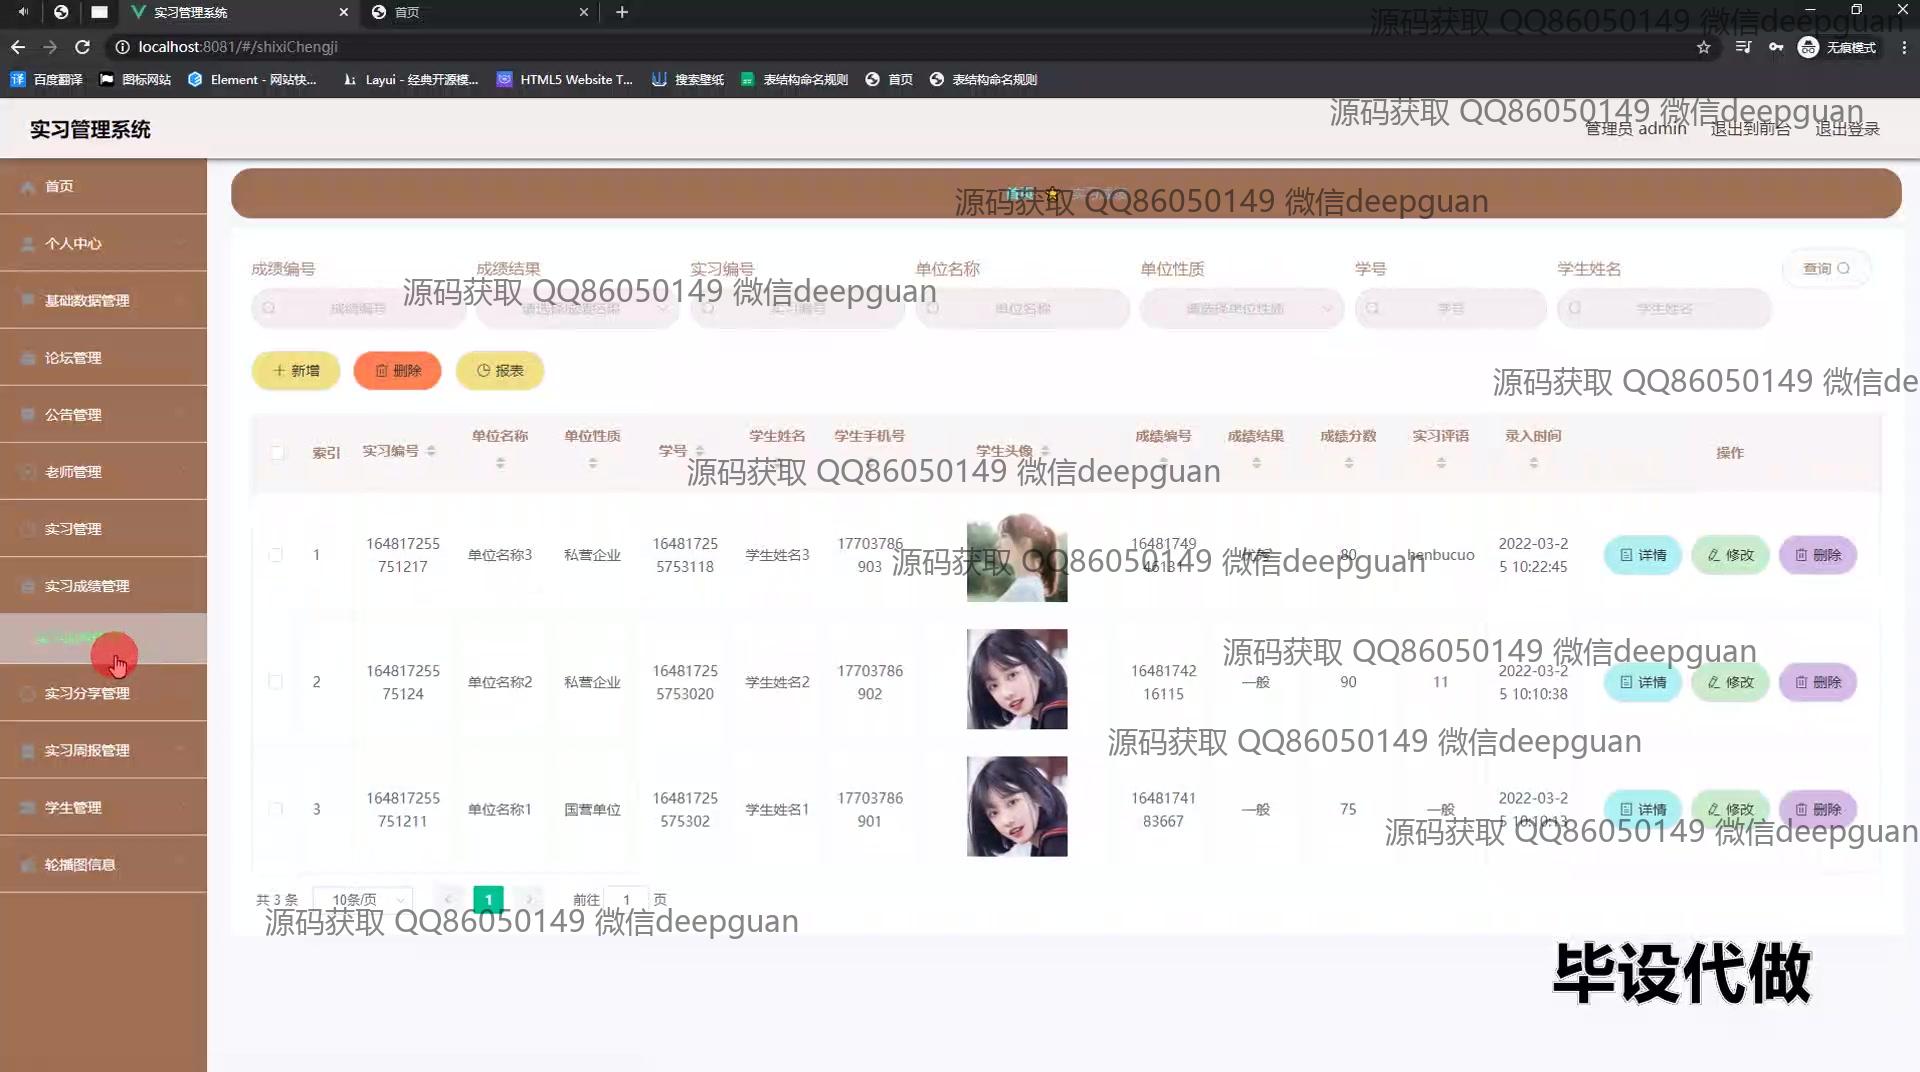 实习管理系统
首页
源码获取 QQ86050149 微信deepguan
localhost:8081/#/shixiChengji
无痕模式
百度翻译
图标网站
Element - 网站快...
Layui - 经典开源模...
HTML5 Website T...
搜索壁纸
表结构命名规则
首页
表结构命名规则
实习管理系统
源码获取 QQ86050149 微信deepguan
管理员 admin
退出到前台
退出登录
首页
个人中心
基础数据管理
论坛管理
公告管理
老师管理
实习管理
实习成绩管理
实习分享管理
实习周报管理
学生管理
轮播图信息
首页
源码获取 QQ86050149 微信deepguan
成绩编号 成绩结果 实习编号 单位名称 单位性质 学号 学生姓名 查询
源码获取 QQ86050149 微信deepguan
成绩编号 请选择成绩结果 实习编号 单位名称 请选择单位性质 学号 学生姓名
新增 删除 报表
源码获取 QQ86050149 微信de
索引 实习编号 单位名称 单位性质 学号 学生姓名 学生手机号 学生头像 成绩编号 成绩结果 成绩分数 实习评语 录入时间 操作
源码获取 QQ86050149 微信deepguan
1 164817255751217 单位名称3 私营企业 164817255753118 学生姓名3 17703786903 80 henbucuo 2022-03-25 10:22:45 详情 修改 删除
源码获取 QQ86050149 微信deepguan
2 16481725575124 单位名称2 私营企业 164817255753020 学生姓名2 17703786902 1648174216115 一般 90 11 2022-03-25 10:10:38 详情 修改 删除
源码获取 QQ86050149 微信deepguan
源码获取 QQ86050149 微信deepguan
3 164817255751211 单位名称1 国营单位 16481725575302 学生姓名1 17703786901 1648174183667 一般 75 一般 2022-03-25 10:10:13 详情 修改 删除
源码获取 QQ86050149 微信deepguan
共 3 条 10条/页 1 前往 1 页
源码获取 QQ86050149 微信deepguan
毕设代做